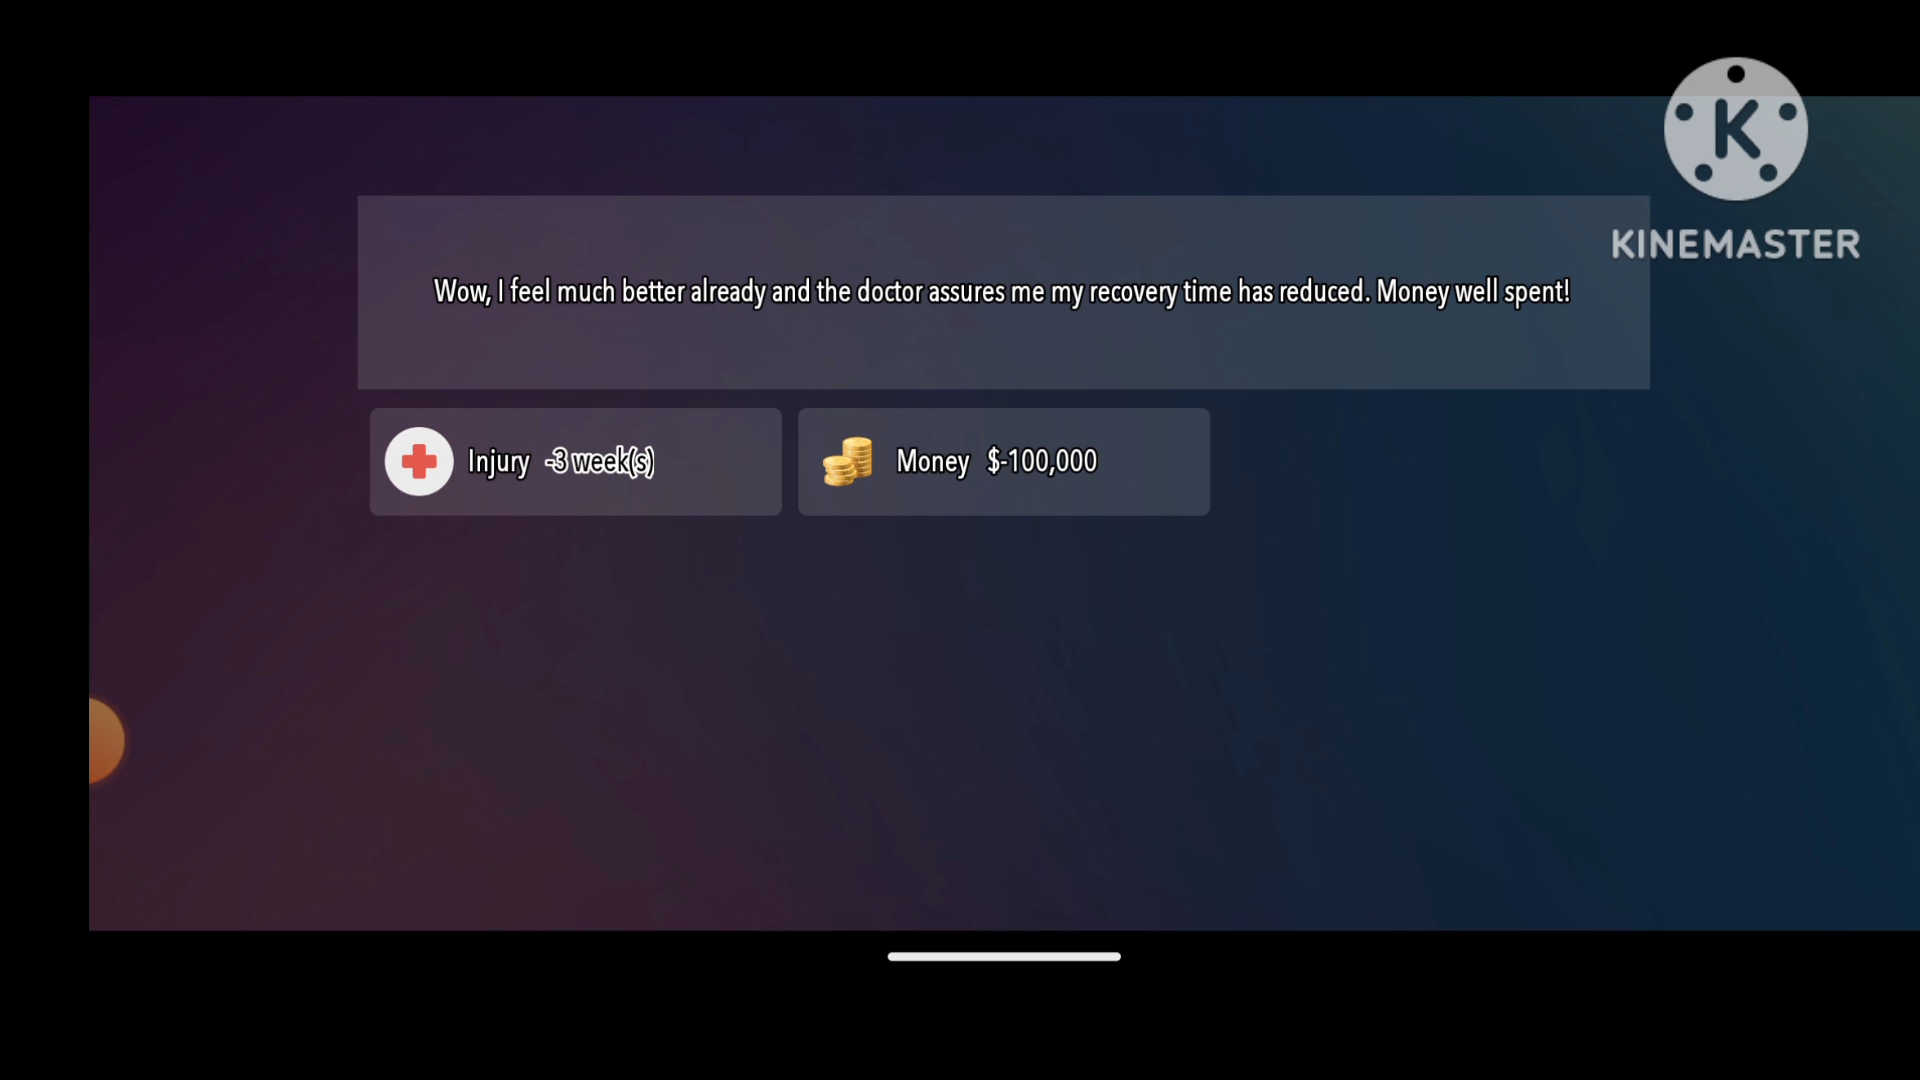 K
KINEMASTER
Wow, I feel much better already and the doctor assures me my recovery time has reduced. Money well spent!
Injury -3 week(s)
Money $-100,000